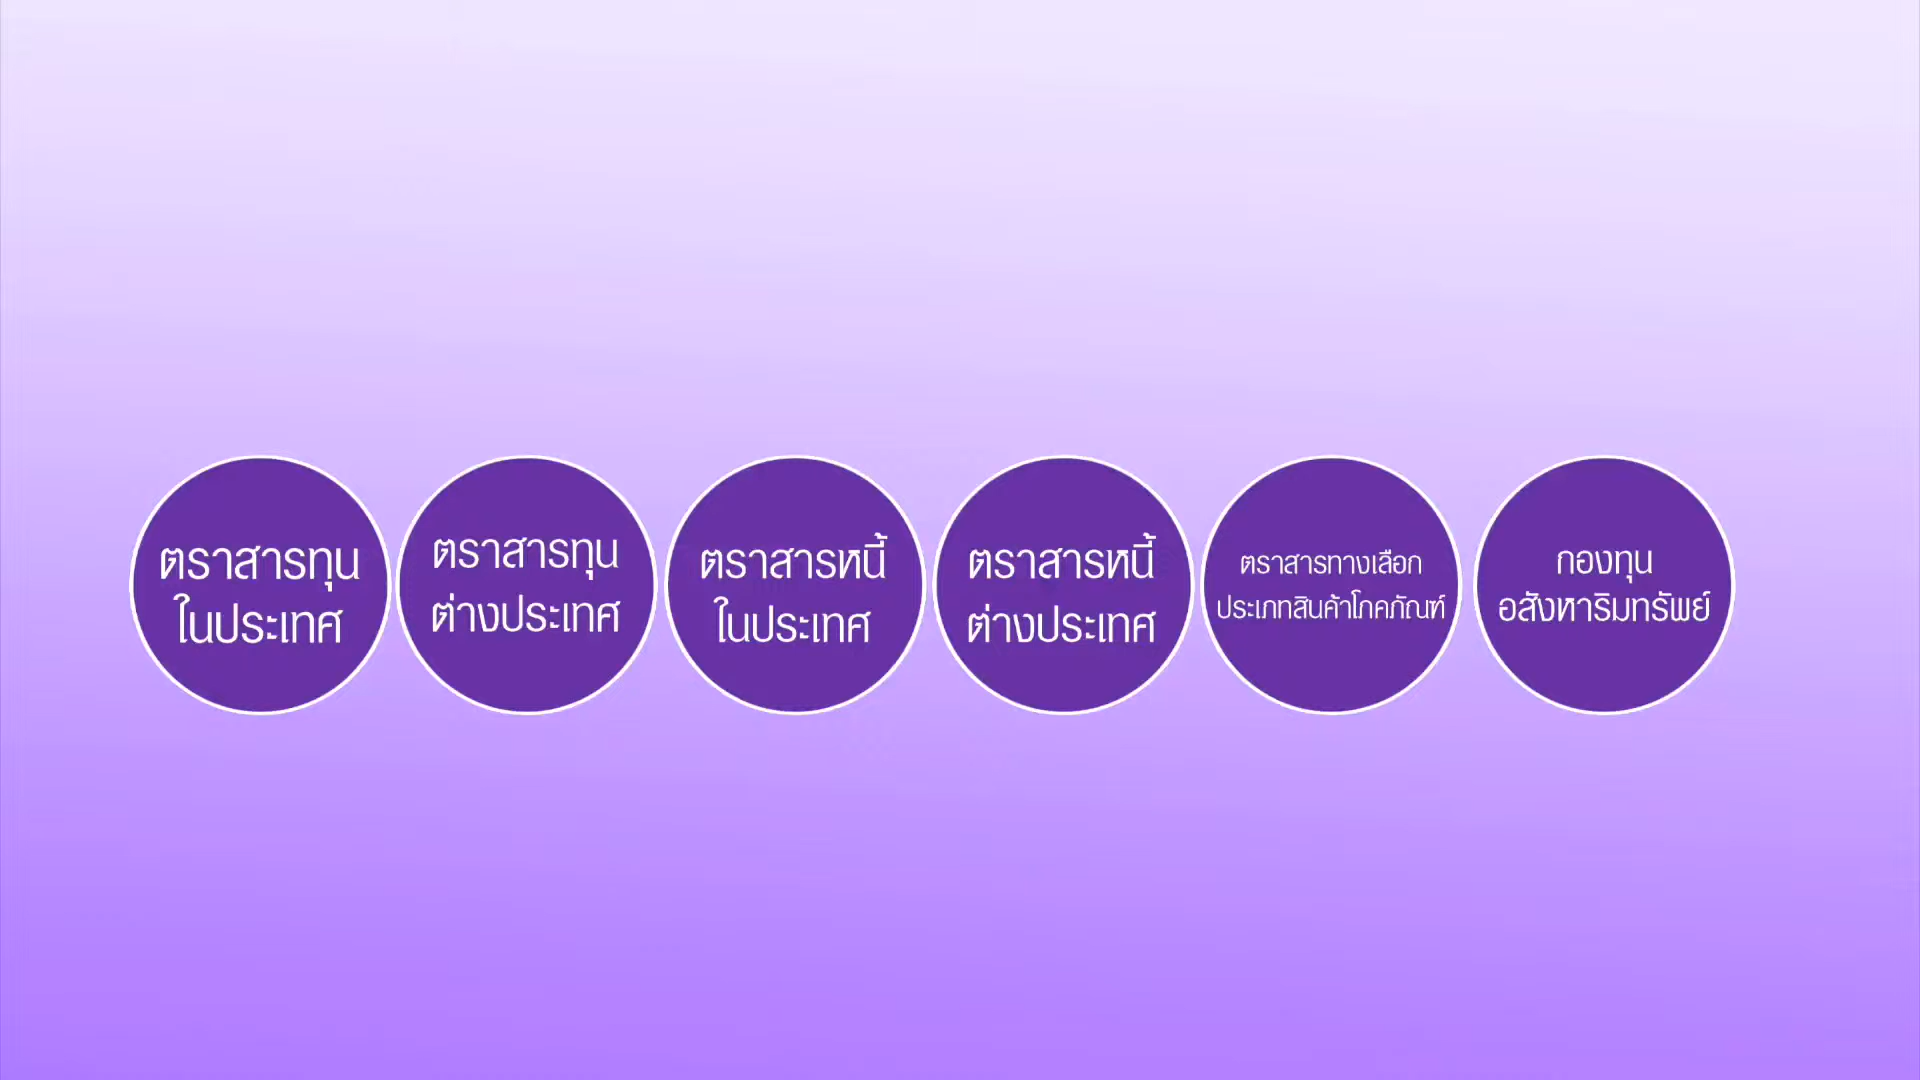 ตราสารทุน
ในประเทศ
ตราสารทุน
ต่างประเทศ
ตราสารหนี้
ในประเทศ
ตราสารหนี้
ต่างประเทศ
ตราสารทางเลือก
ประเภทสินค้าโภคภัณฑ์
กองทุน
อสังหาริมทรัพย์